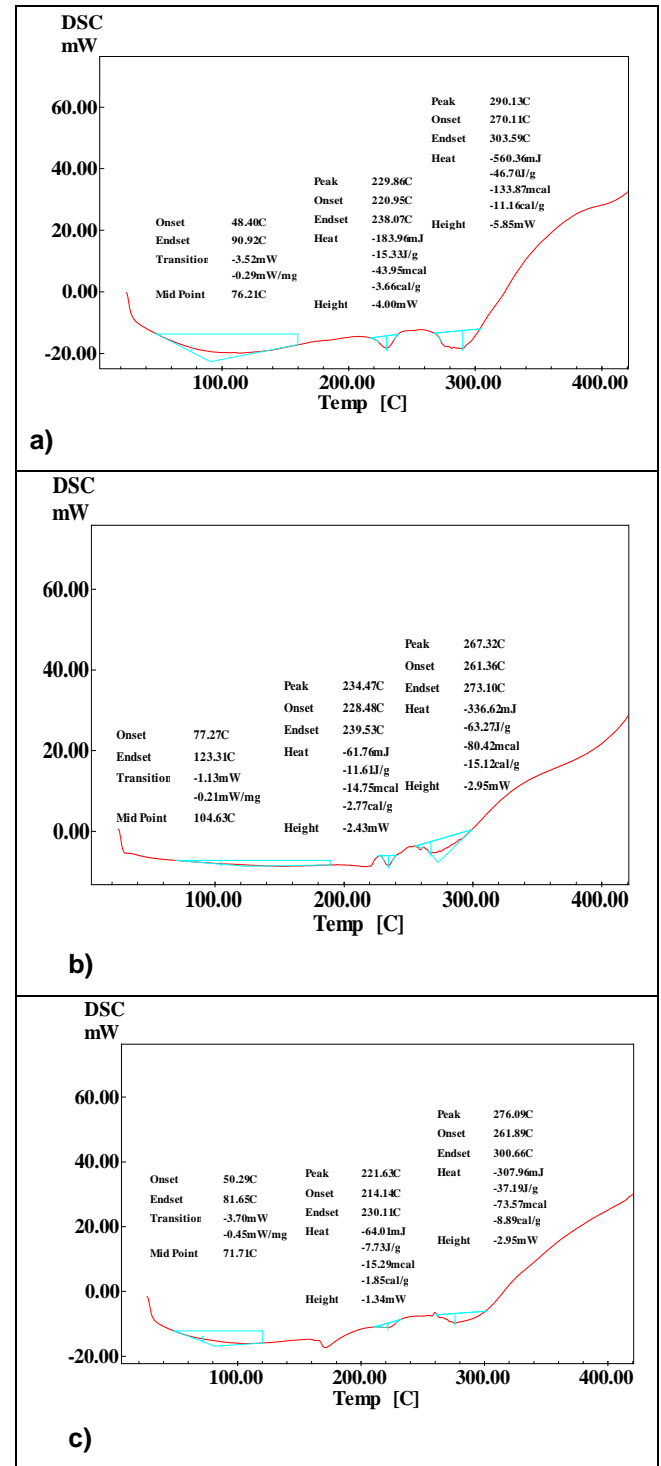 DSC
mW
60.00
40.00
20.00
0.00
-20.00
100.00 200.00 300.00 400.00
Temp [C]
Onset 48.40C
Endset 90.92C
Transition -3.52mW
-0.29mW/mg
Mid Point 76.21C
Peak 229.86C
Onset 220.95C
Endset 238.07C
Heat -183.96mJ
-15.33J/g
-43.95mcal
-3.66cal/g
Height -4.00mW
Peak 290.13C
Onset 270.11C
Endset 303.59C
Heat -560.36mJ
-46.70J/g
-133.87mcal
-11.16cal/g
Height -5.85mW
a)
DSC
mW
60.00
40.00
20.00
0.00
100.00 200.00 300.00 400.00
Temp [C]
Onset 77.27C
Endset 123.31C
Transition -1.13mW
-0.21mW/mg
Mid Point 104.63C
Peak 234.47C
Onset 228.48C
Endset 239.53C
Heat -61.76mJ
-11.61J/g
-14.75mcal
-2.77cal/g
Height -2.43mW
Peak 267.32C
Onset 261.36C
Endset 273.10C
Heat -336.62mJ
-63.27J/g
-80.42mcal
-15.12cal/g
Height -2.95mW
b)
DSC
mW
60.00
40.00
20.00
-0.00
-20.00
100.00 200.00 300.00 400.00
Temp [C]
Onset 50.29C
Endset 81.65C
Transition -3.70mW
-0.45mW/mg
Mid Point 71.71C
Peak 221.63C
Onset 214.14C
Endset 230.11C
Heat -64.01mJ
-7.73J/g
-15.29mcal
-1.85cal/g
Height -1.34mW
Peak 276.09C
Onset 261.89C
Endset 300.66C
Heat -307.96mJ
-37.19J/g
-73.57mcal
-8.89cal/g
Height -2.95mW
c)